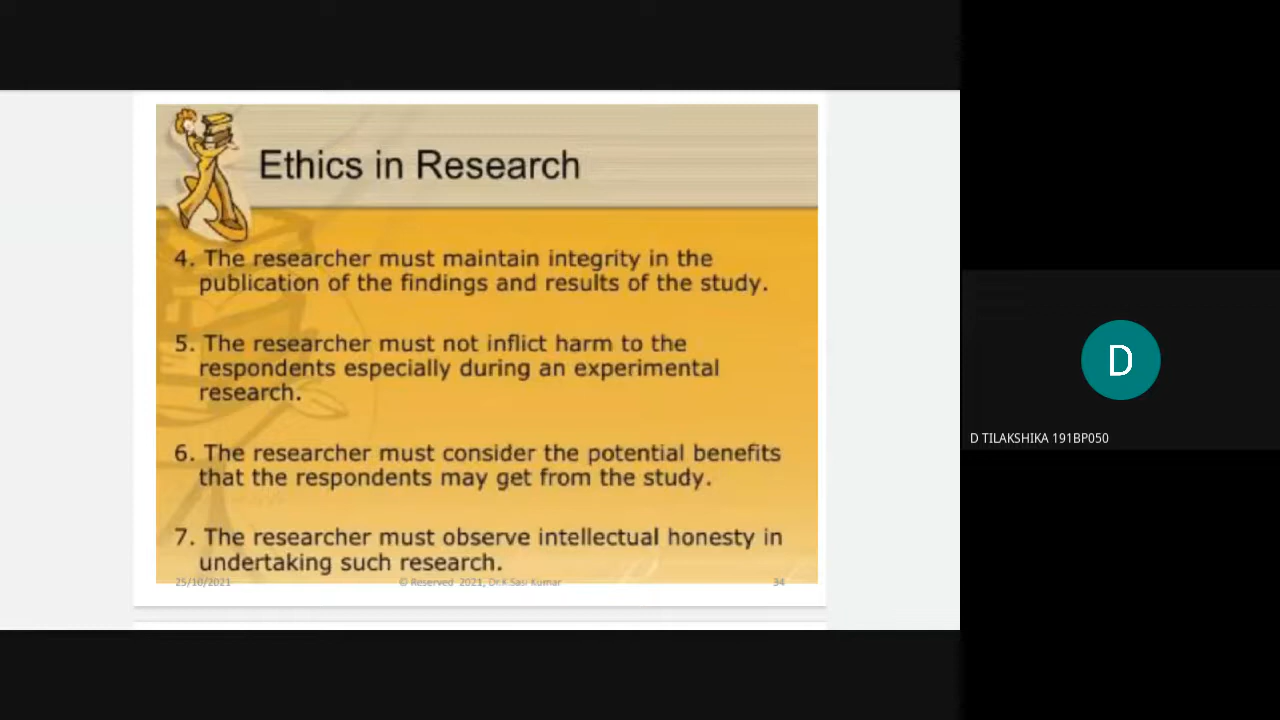 Ethics in Research
4. The researcher must maintain integrity in the
publication of the findings and results of the study.
5. The researcher must not inflict harm to the
respondents especially during an experimental
research.
6. The researcher must consider the potential benefits
that the respondents may get from the study.
7. The researcher must observe intellectual honesty in
undertaking such research.
25/10/2021 © Reserved 2021, Dr.K.Sasi Kumar 34
D
D TILAKSHIKA 191BP050